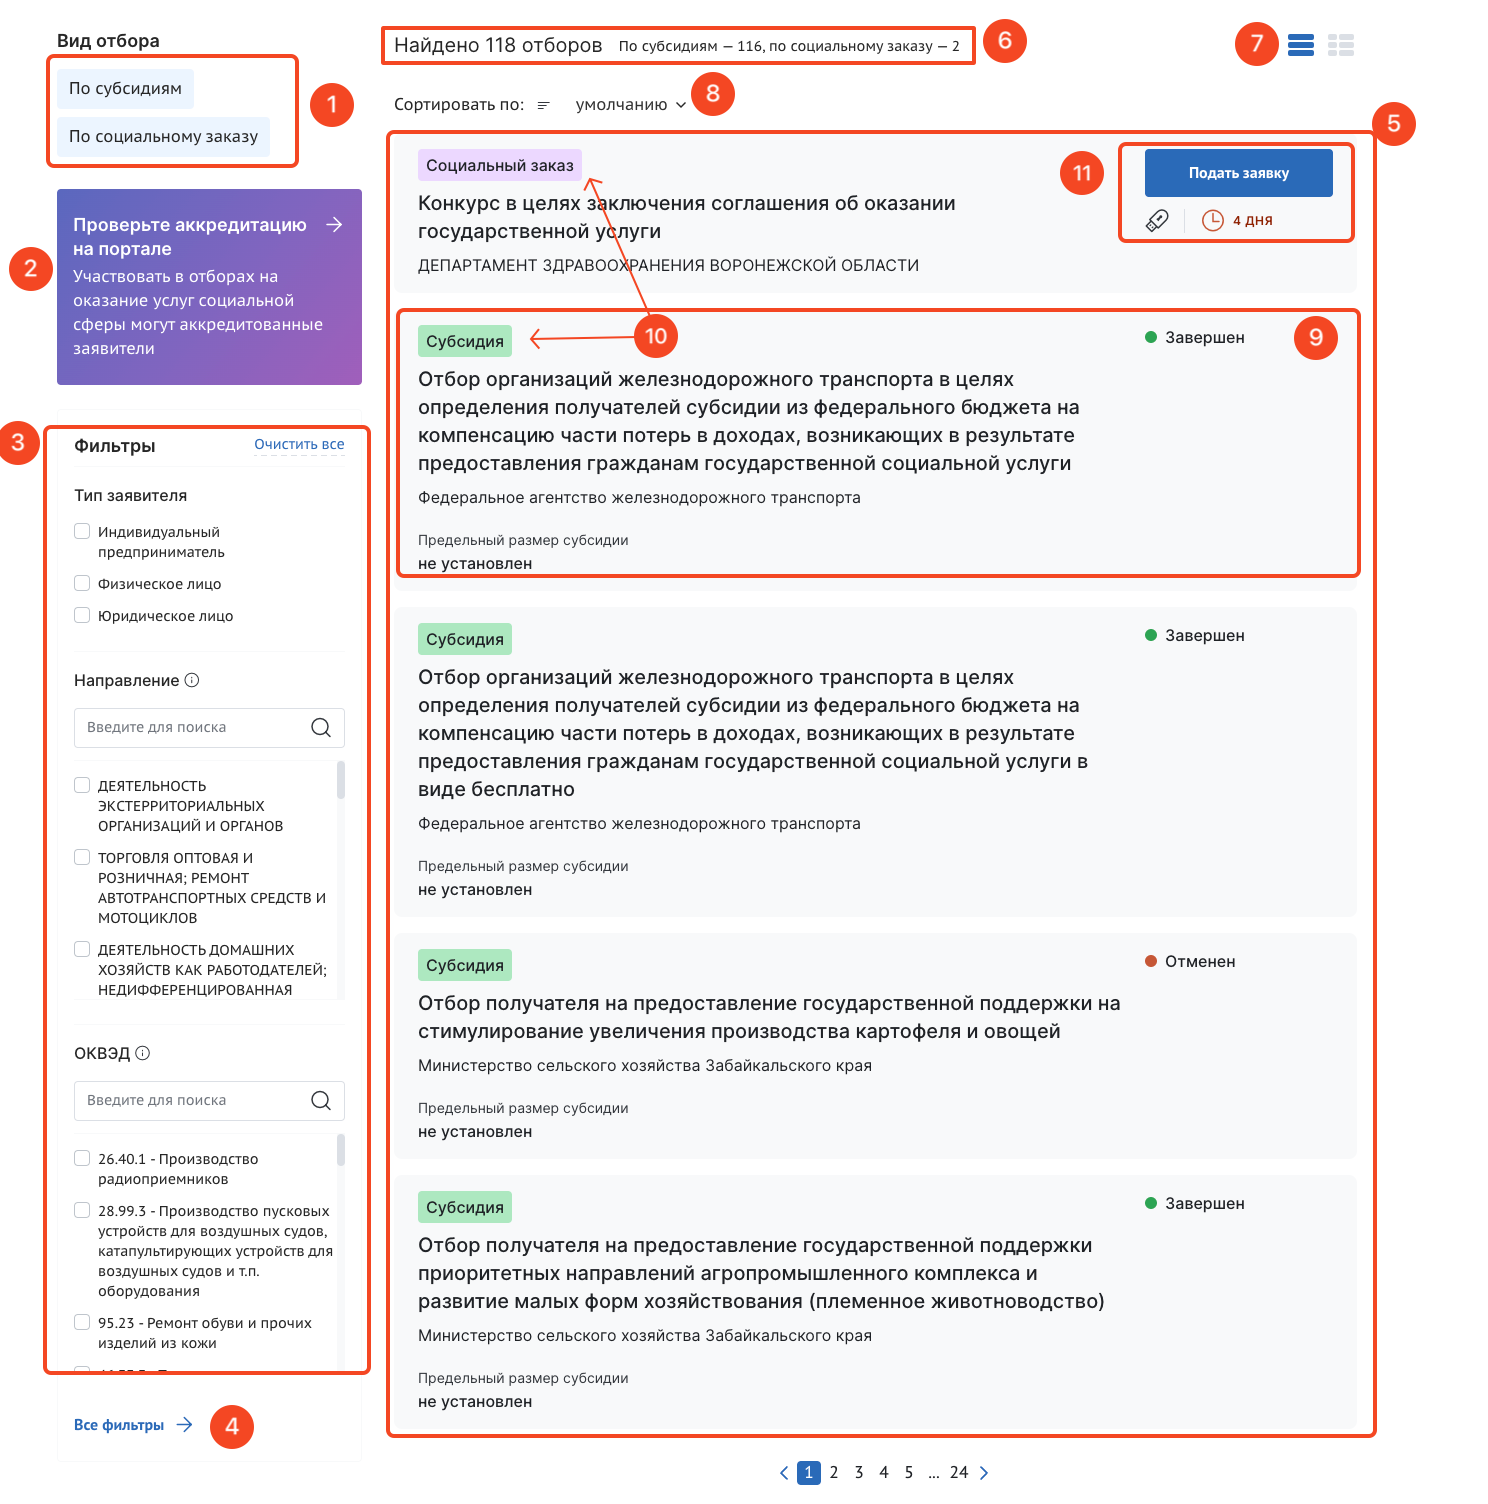 Вид отбора
По субсидиям
По социальному заказу
1
Проверьте аккредитацию
на портале
Участвовать в отборах на
оказание услуг социальной
сферы могут аккредитованные
заявители
2
3
Фильтры
Очистить все
Тип заявителя
Индивидуальный
предприниматель
Физическое лицо
Юридическое лицо
Направление
Введите для поиска
ДЕЯТЕЛЬНОСТЬ
ЭКСТЕРРИТОРИАЛЬНЫХ
ОРГАНИЗАЦИЙ И ОРГАНОВ
ТОРГОВЛЯ ОПТОВАЯ И
РОЗНИЧНАЯ; РЕМОНТ
АВТОТРАНСПОРТНЫХ СРЕДСТВ И
МОТОЦИКЛОВ
ДЕЯТЕЛЬНОСТЬ ДОМАШНИХ
ХОЗЯЙСТВ КАК РАБОТОДАТЕЛЕЙ;
НЕДИФФЕРЕНЦИРОВАННАЯ
ОКВЭД
Введите для поиска
26.40.1 - Производство
радиоприемников
28.99.3 - Производство пусковых
устройств для воздушных судов,
катапультирующих устройств для
воздушных судов и т.п.
оборудования
95.23 - Ремонт обуви и прочих
изделий из кожи
Все фильтры
4
Найдено 118 отборов По субсидиям – 116, по социальному заказу – 2
6
7
Сортировать по: умолчанию
8
5
Социальный заказ
Конкурс в целях заключения соглашения об оказании
государственной услуги
ДЕПАРТАМЕНТ ЗДРАВООХРАНЕНИЯ ВОРОНЕЖСКОЙ ОБЛАСТИ
11
Подать заявку
4 ДНЯ
10
Субсидия
Завершен
9
Отбор организаций железнодорожного транспорта в целях
определения получателей субсидии из федерального бюджета на
компенсацию части потерь в доходах, возникающих в результате
предоставления гражданам государственной социальной услуги
Федеральное агентство железнодорожного транспорта
Предельный размер субсидии
не установлен
Субсидия
Завершен
Отбор организаций железнодорожного транспорта в целях
определения получателей субсидии из федерального бюджета на
компенсацию части потерь в доходах, возникающих в результате
предоставления гражданам государственной социальной услуги в
виде бесплатно
Федеральное агентство железнодорожного транспорта
Предельный размер субсидии
не установлен
Субсидия
Отменен
Отбор получателя на предоставление государственной поддержки на
стимулирование увеличения производства картофеля и овощей
Министерство сельского хозяйства Забайкальского края
Предельный размер субсидии
не установлен
Субсидия
Завершен
Отбор получателя на предоставление государственной поддержки
приоритетных направлений агропромышленного комплекса и
развитие малых форм хозяйствования (племенное животноводство)
Министерство сельского хозяйства Забайкальского края
Предельный размер субсидии
не установлен
1 2 3 4 5 ... 24